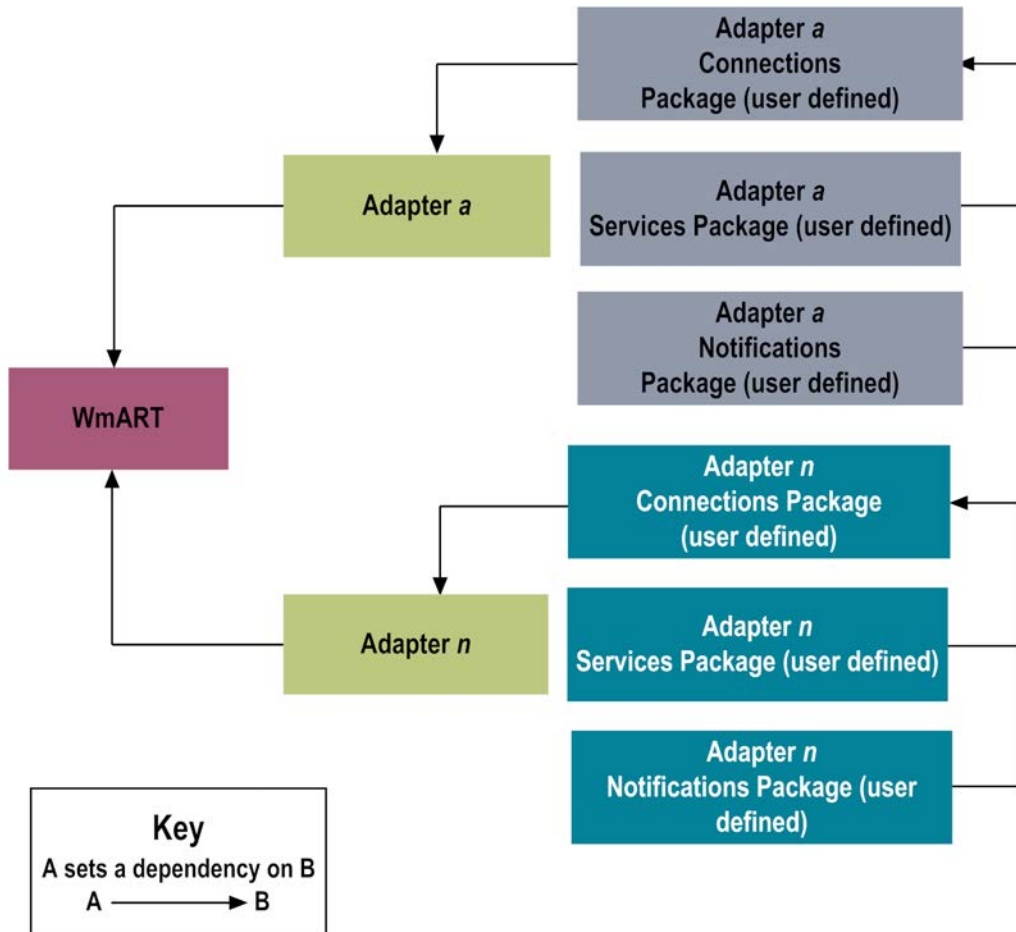 Adapter a
Connections
Package (user defined)
Adapter a
Adapter a
Services Package (user defined)
Adapter a
Notifications
Package (user defined)
WmART
Adapter n
Connections Package
(user defined)
Adapter n
Adapter n
Services Package (user defined)
Adapter n
Notifications Package (user
defined)
Key
A sets a dependency on B
A B